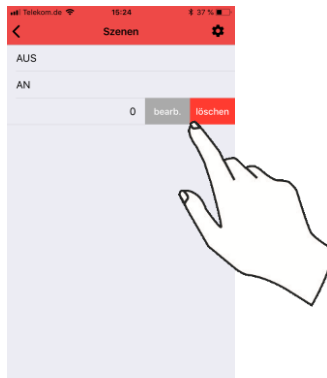 Telekom.de 15:24 37 %
Szenen
AUS
AN
0 bearb. löschen